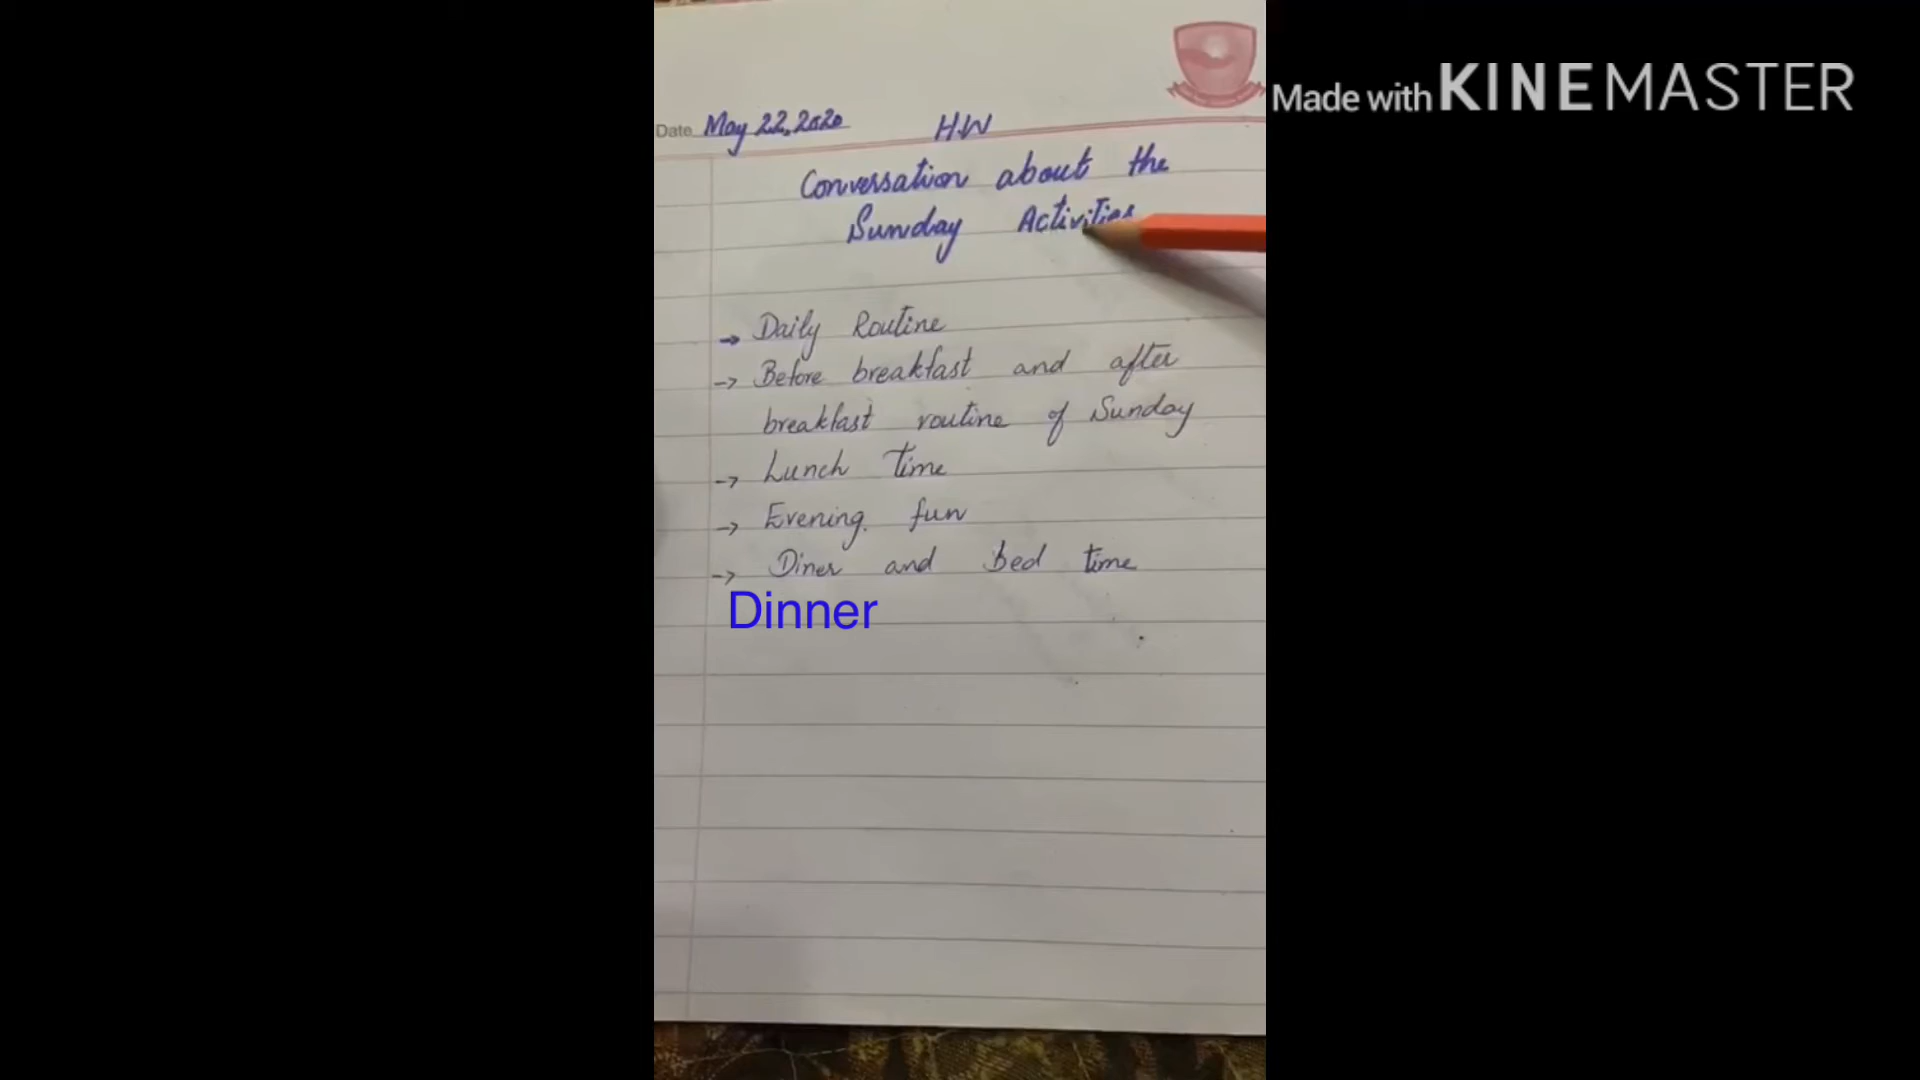 Made with KINEMASTER
Date May 22, 2020 H.W
Conversation about the
Sunday Activities
→ Daily Routine
→ Before breakfast and after
breakfast routine of Sunday
→ Lunch Time
→ Evening fun
→ Diner and bed time
Dinner